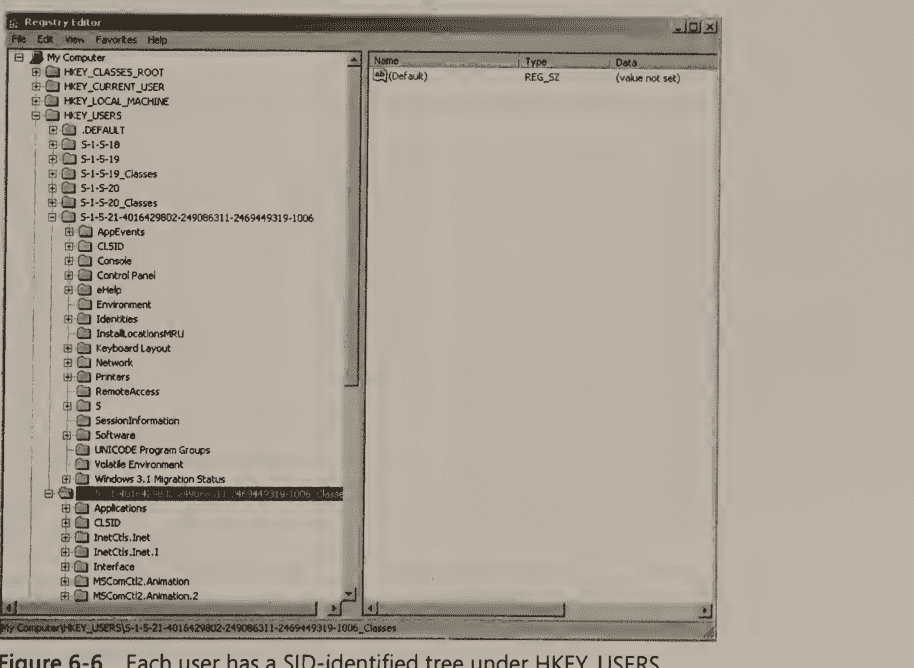 Registry Editor
File Edit View Favorites Help
My Computer
HKEY_CLASSES_ROOT
HKEY_CURRENT_USER
HKEY_LOCAL_MACHINE
HKEY_USERS
.DEFAULT
S-1-5-18
S-1-5-19
S-1-5-19_Classes
S-1-5-20
S-1-5-20_Classes
S-1-5-21-4016429802-249086311-2469449319-1006
AppEvents
CLSID
Console
Control Panel
eHelp
Environment
Identities
InstallLocationsMRU
Keyboard Layout
Network
Printers
RemoteAccess
S
SessionInformation
Software
UNICODE Program Groups
Volatile Environment
Windows 3.1 Migration Status
Applications
CLSID
InetCtls.Inet
InetCtls.Inet.1
Interface
MSComCtl2.Animation
MSComCtl2.Animation.2
Name Type Data
(Default) REG_SZ (value not set)
My Computer\HKEY_USERS\S-1-5-21-4016429802-249086311-2469449319-1006_Classes
Figure 6-6 Each user has a SID-identified tree under HKEY_USERS